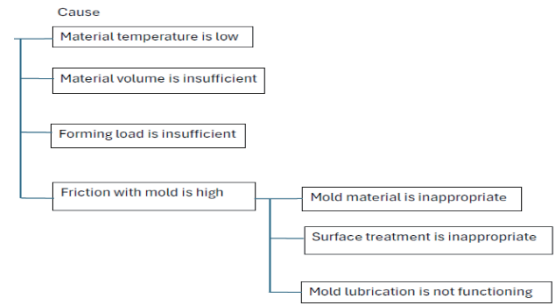 Cause
Material temperature is low
Material volume is insufficient
Forming load is insufficient
Friction with mold is high
Mold material is inappropriate
Surface treatment is inappropriate
Mold lubrication is not functioning